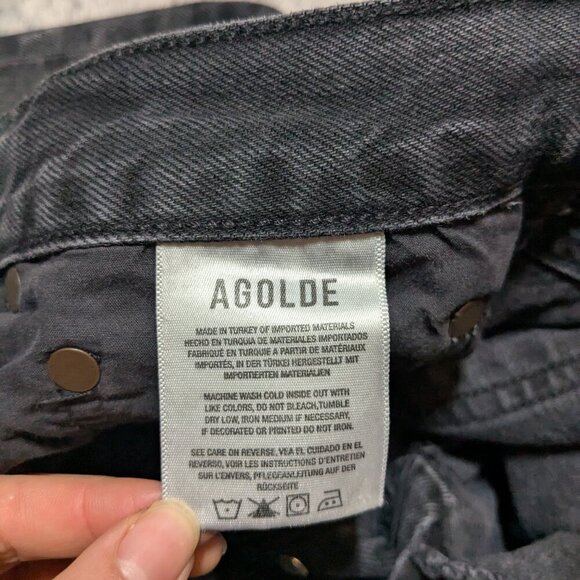 AGOLDE
MADE IN TURKEY OF IMPORTED MATERIALS
HECHO EN TURQUIA DE MATERIALES IMPORTADOS
FABRIQUÉ EN TURQUIE A PARTIR DE MATÉRIAUX
IMPORTÉS, IN DER TÜRKEI HERGESTELLT MIT
IMPORTIERTEN MATERIALIEN
MACHINE WASH COLD INSIDE OUT WITH
LIKE COLORS, DO NOT BLEACH,TUMBLE
DRY LOW, IRON MEDIUM IF NECESSARY,
IF DECORATED OR PRINTED DO NOT IRON.
SEE CARE ON REVERSE, VEA EL CUIDADO EN EL
REVERSO, VOIR LES INSTRUCTIONS D'ENTRETIEN
SUR L'ENVERS, PFLEGEANLEITUNG AUF DER
RÜCKSEITE